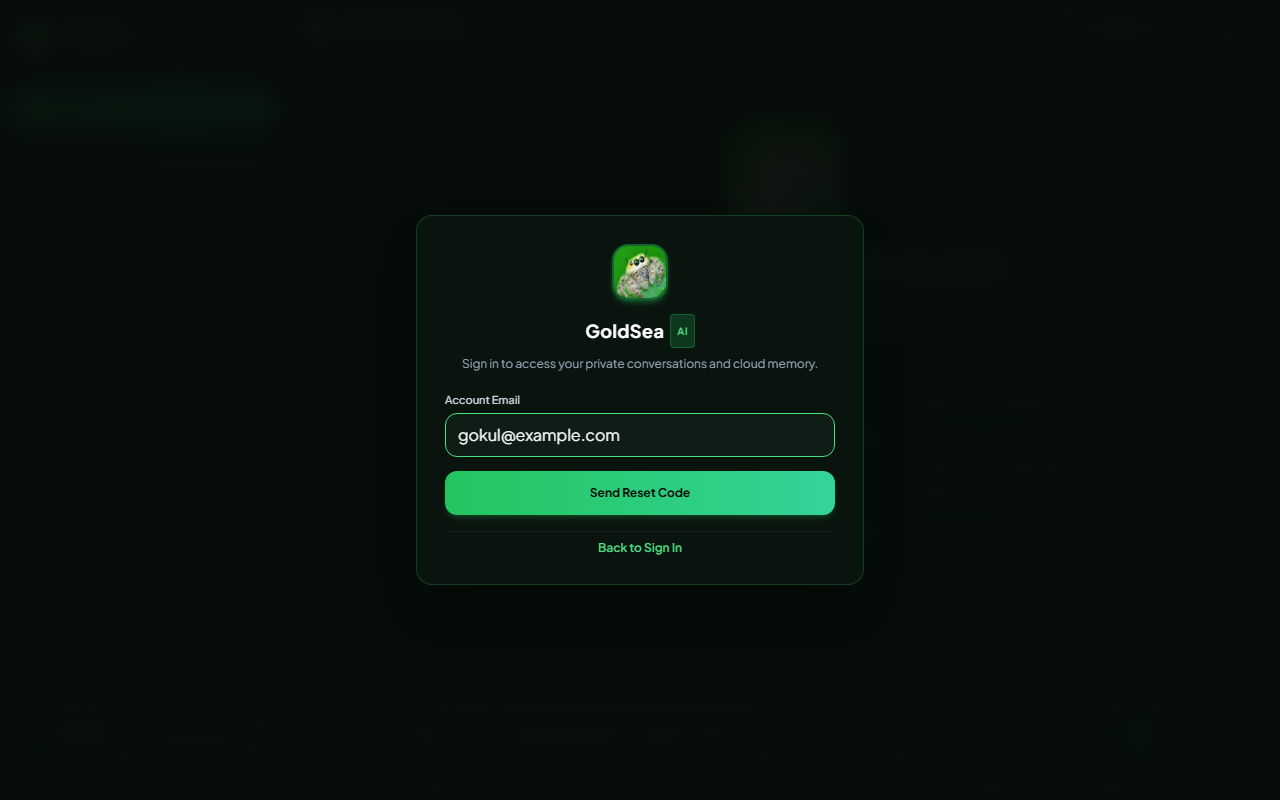 GoldSea AI
Sign in to access your private conversations and cloud memory.
Account Email
gokul@example.com
Send Reset Code
Back to Sign In